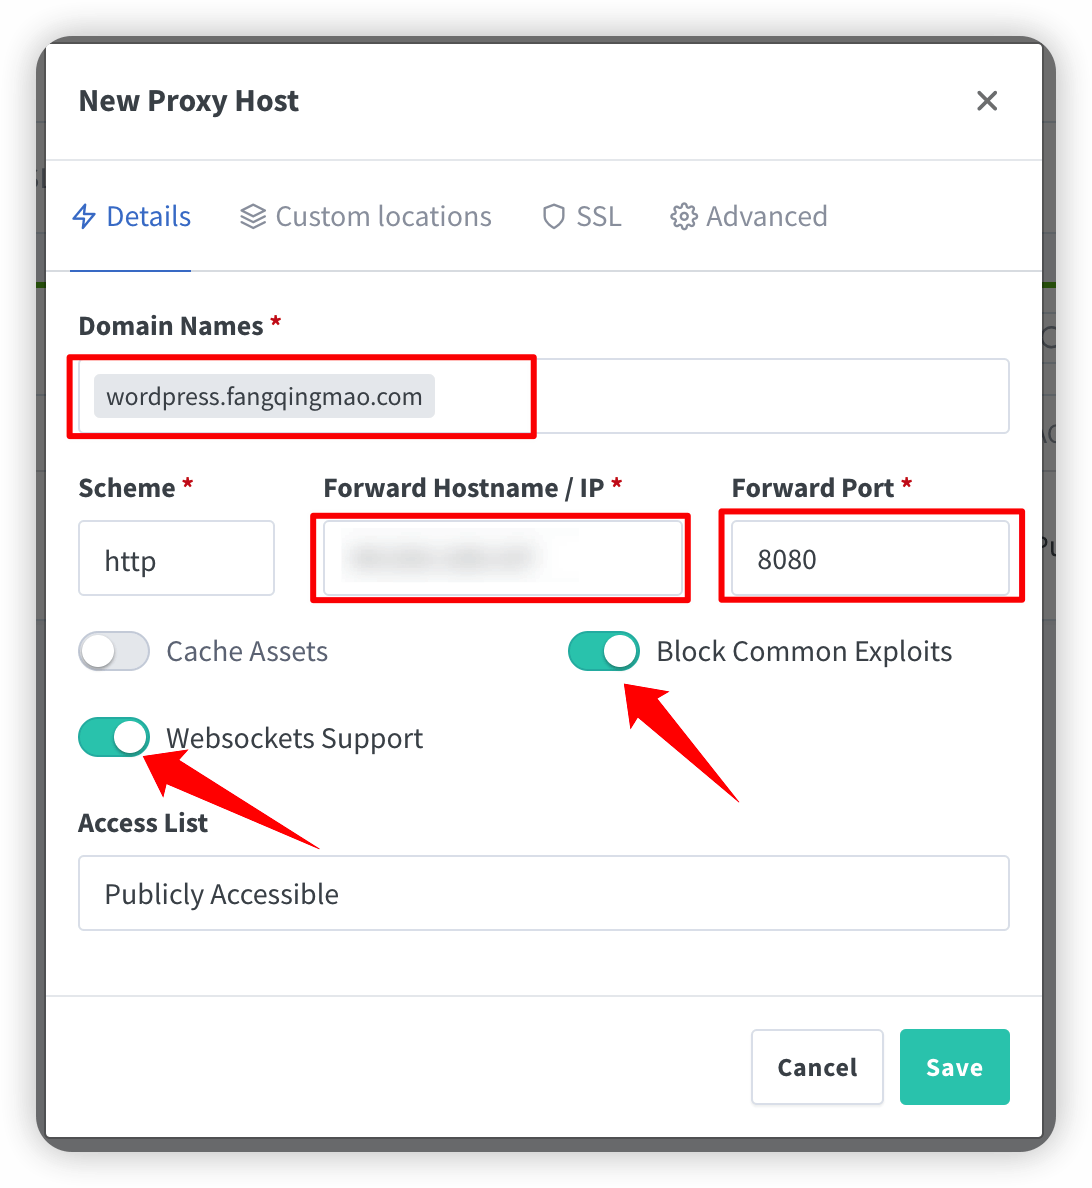 New Proxy Host
Details Custom locations SSL Advanced
Domain Names *
wordpress.fangqingmao.com
Scheme * Forward Hostname / IP * Forward Port *
http 8080
Cache Assets Block Common Exploits
Websockets Support
Access List
Publicly Accessible
Cancel Save